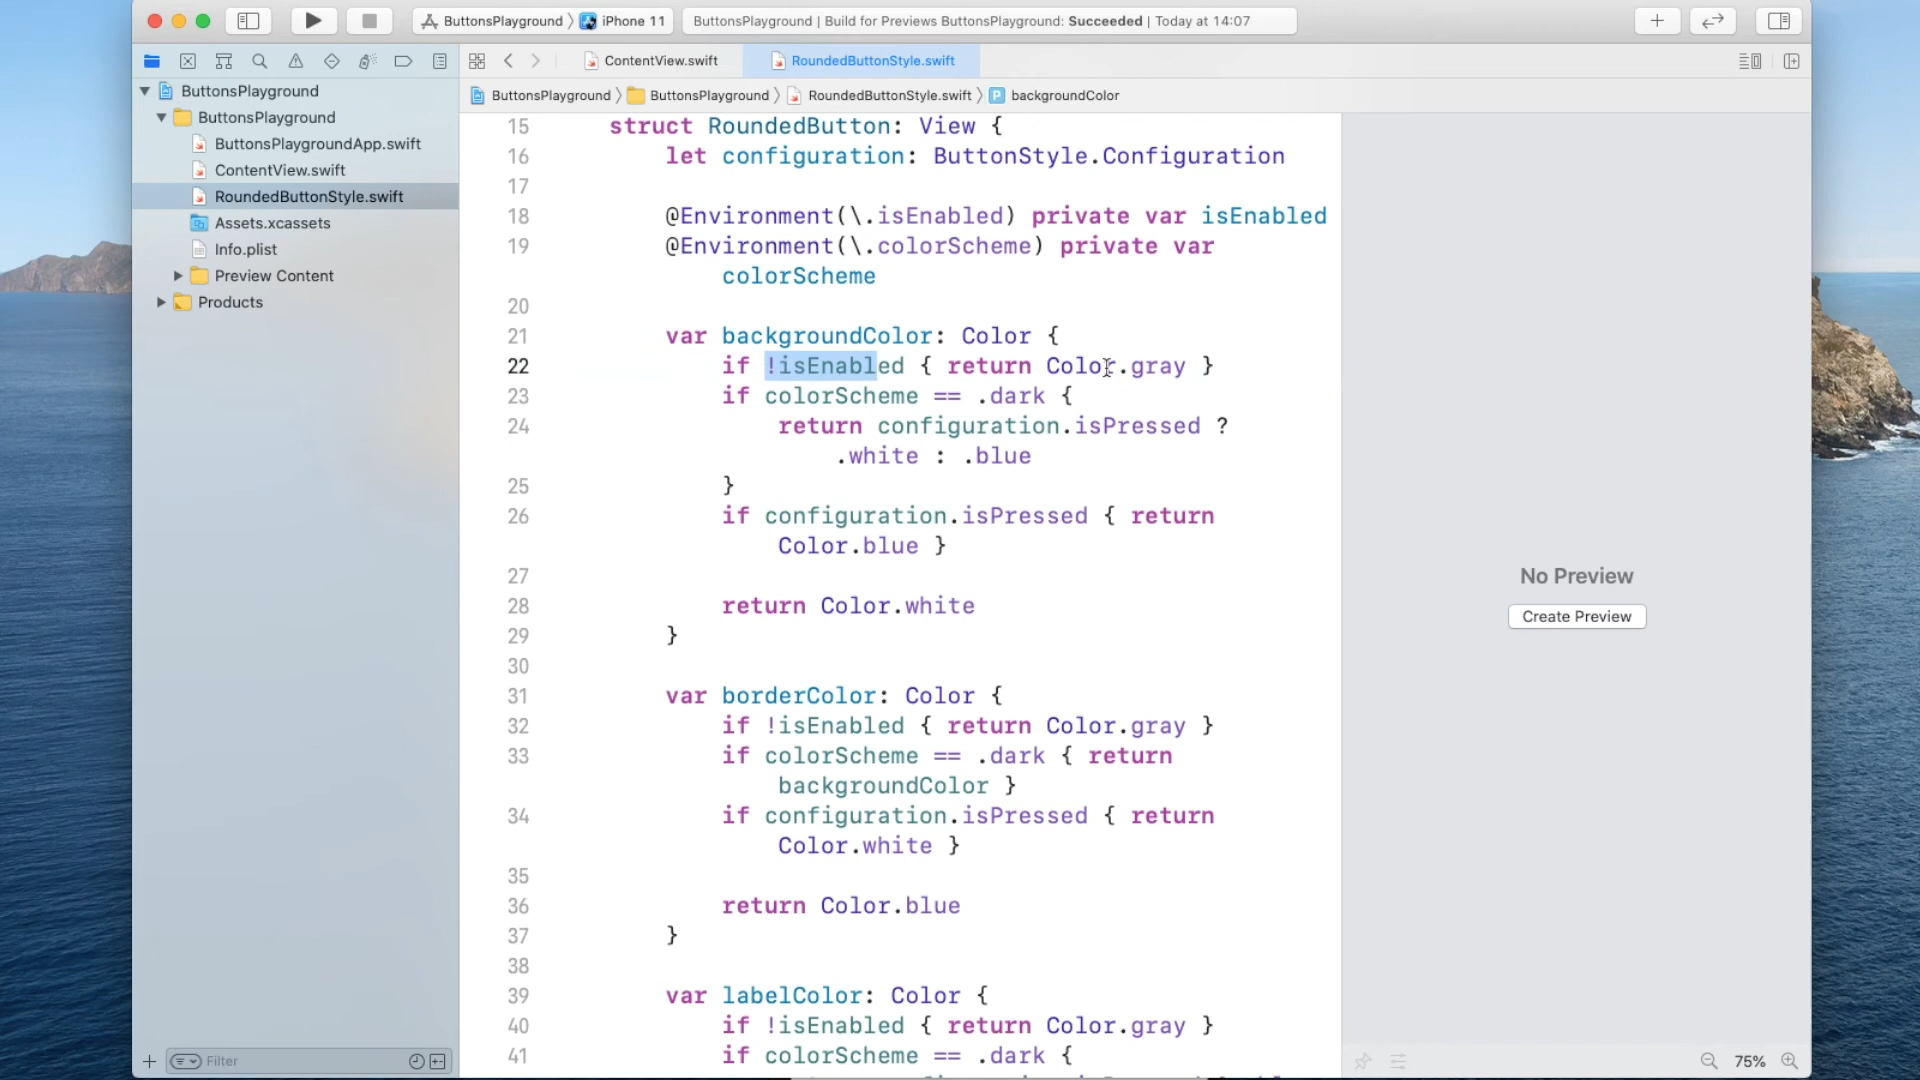 ButtonsPlayground 〉 iPhone 11
ButtonsPlayground | Build for Previews ButtonsPlayground: Succeeded | Today at 14:07
ContentView.swift
RoundedButtonStyle.swift
ButtonsPlayground 〉 ButtonsPlayground 〉 RoundedButtonStyle.swift 〉 P backgroundColor
ButtonsPlayground
ButtonsPlayground
ButtonsPlaygroundApp.swift
ContentView.swift
RoundedButtonStyle.swift
Assets.xcassets
Info.plist
Preview Content
Products
Filter
15 struct RoundedButton: View {
16 let configuration: ButtonStyle.Configuration
17
18 @Environment(\.isEnabled) private var isEnabled
19 @Environment(\.colorScheme) private var
colorScheme
20
21 var backgroundColor: Color {
22 if !isEnabled { return Color.gray }
23 if colorScheme == .dark {
24 return configuration.isPressed ?
.white : .blue
25 }
26 if configuration.isPressed { return
Color.blue }
27
28 return Color.white
29 }
30
31 var borderColor: Color {
32 if !isEnabled { return Color.gray }
33 if colorScheme == .dark { return
backgroundColor }
34 if configuration.isPressed { return
Color.white }
35
36 return Color.blue
37 }
38
39 var labelColor: Color {
40 if !isEnabled { return Color.gray }
41 if colorScheme == .dark {
No Preview
Create Preview
75%